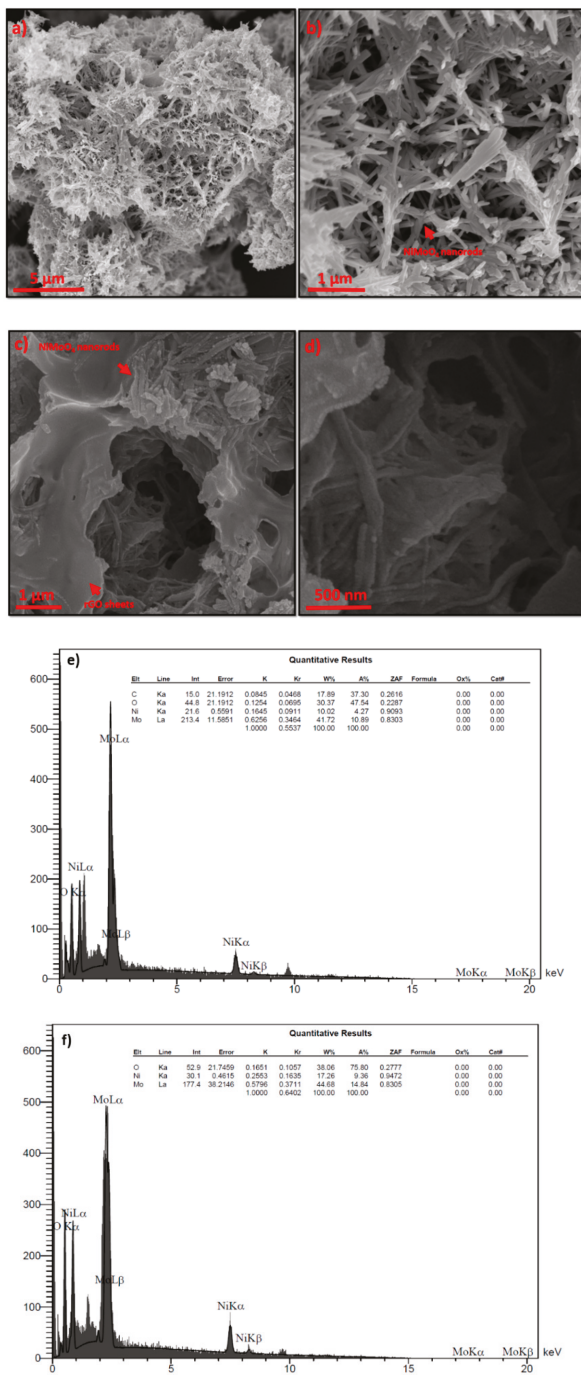 a)
5 μm
b)
NiMoO4 nanorods
1 μm
c)
NiMoO4 nanorods
1 μm
rGO sheets
d)
500 nm
e)
Quantitative Results
Elt Line Int Error K Kr W% A% ZAF Formula Ox% Cat#
C Ka 15.0 21.1912 0.0845 0.0468 17.89 37.30 0.2616 0.00 0.00
O Ka 44.8 21.1912 0.1254 0.0695 30.37 47.54 0.2287 0.00 0.00
Ni Ka 21.6 0.5591 0.1645 0.0911 10.02 4.27 0.9093 0.00 0.00
Mo La 213.4 11.5851 0.6256 0.3464 41.72 10.89 0.8303 0.00 0.00
1.0000 0.5537 100.00 100.00 0.00 0.00
600
500
400
300
200
100
0
MoLα
NiLα
O Kα
MoLβ
NiKα
NiKβ
MoKα
MoKβ
0 5 10 15 20 keV
f)
Quantitative Results
Elt Line Int Error K Kr W% A% ZAF Formula Ox% Cat#
O Ka 52.9 21.7459 0.1651 0.1057 38.06 75.80 0.2777 0.00 0.00
Ni Ka 30.1 0.4615 0.2553 0.1635 17.26 9.36 0.9472 0.00 0.00
Mo La 177.4 38.2146 0.5796 0.3711 44.68 14.84 0.8305 0.00 0.00
1.0000 0.6402 100.00 100.00 0.00 0.00
600
500
400
300
200
100
0
MoLα
NiLα
O Kα
MoLβ
NiKα
NiKβ
MoKα
MoKβ
0 5 10 15 20 keV